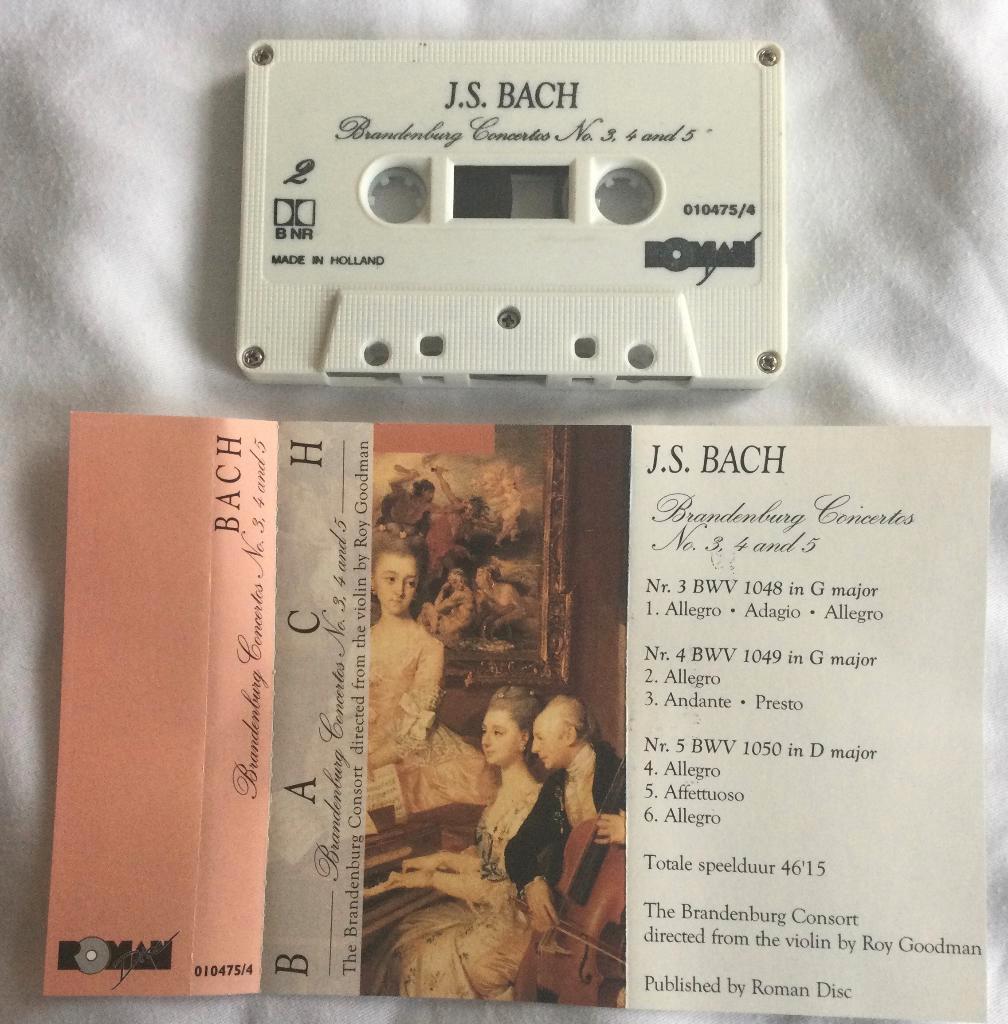 J.S. BACH
Brandenburg Concertos No. 3, 4 and 5
2
B NR
010475/4
MADE IN HOLLAND
ROMAN
BACH
Brandenburg Concertos No. 3, 4 and 5
ROMAN Disc
010475/4
BACH
Brandenburg Concertos No. 3, 4 and 5
The Brandenburg Consort directed from the violin by Roy Goodman
J.S. BACH
Brandenburg Concertos
No. 3, 4 and 5
Nr. 3 BWV 1048 in G major
1. Allegro • Adagio • Allegro
Nr. 4 BWV 1049 in G major
2. Allegro
3. Andante • Presto
Nr. 5 BWV 1050 in D major
4. Allegro
5. Affettuoso
6. Allegro
Totale speelduur 46'15
The Brandenburg Consort
directed from the violin by Roy Goodman
Published by Roman Disc